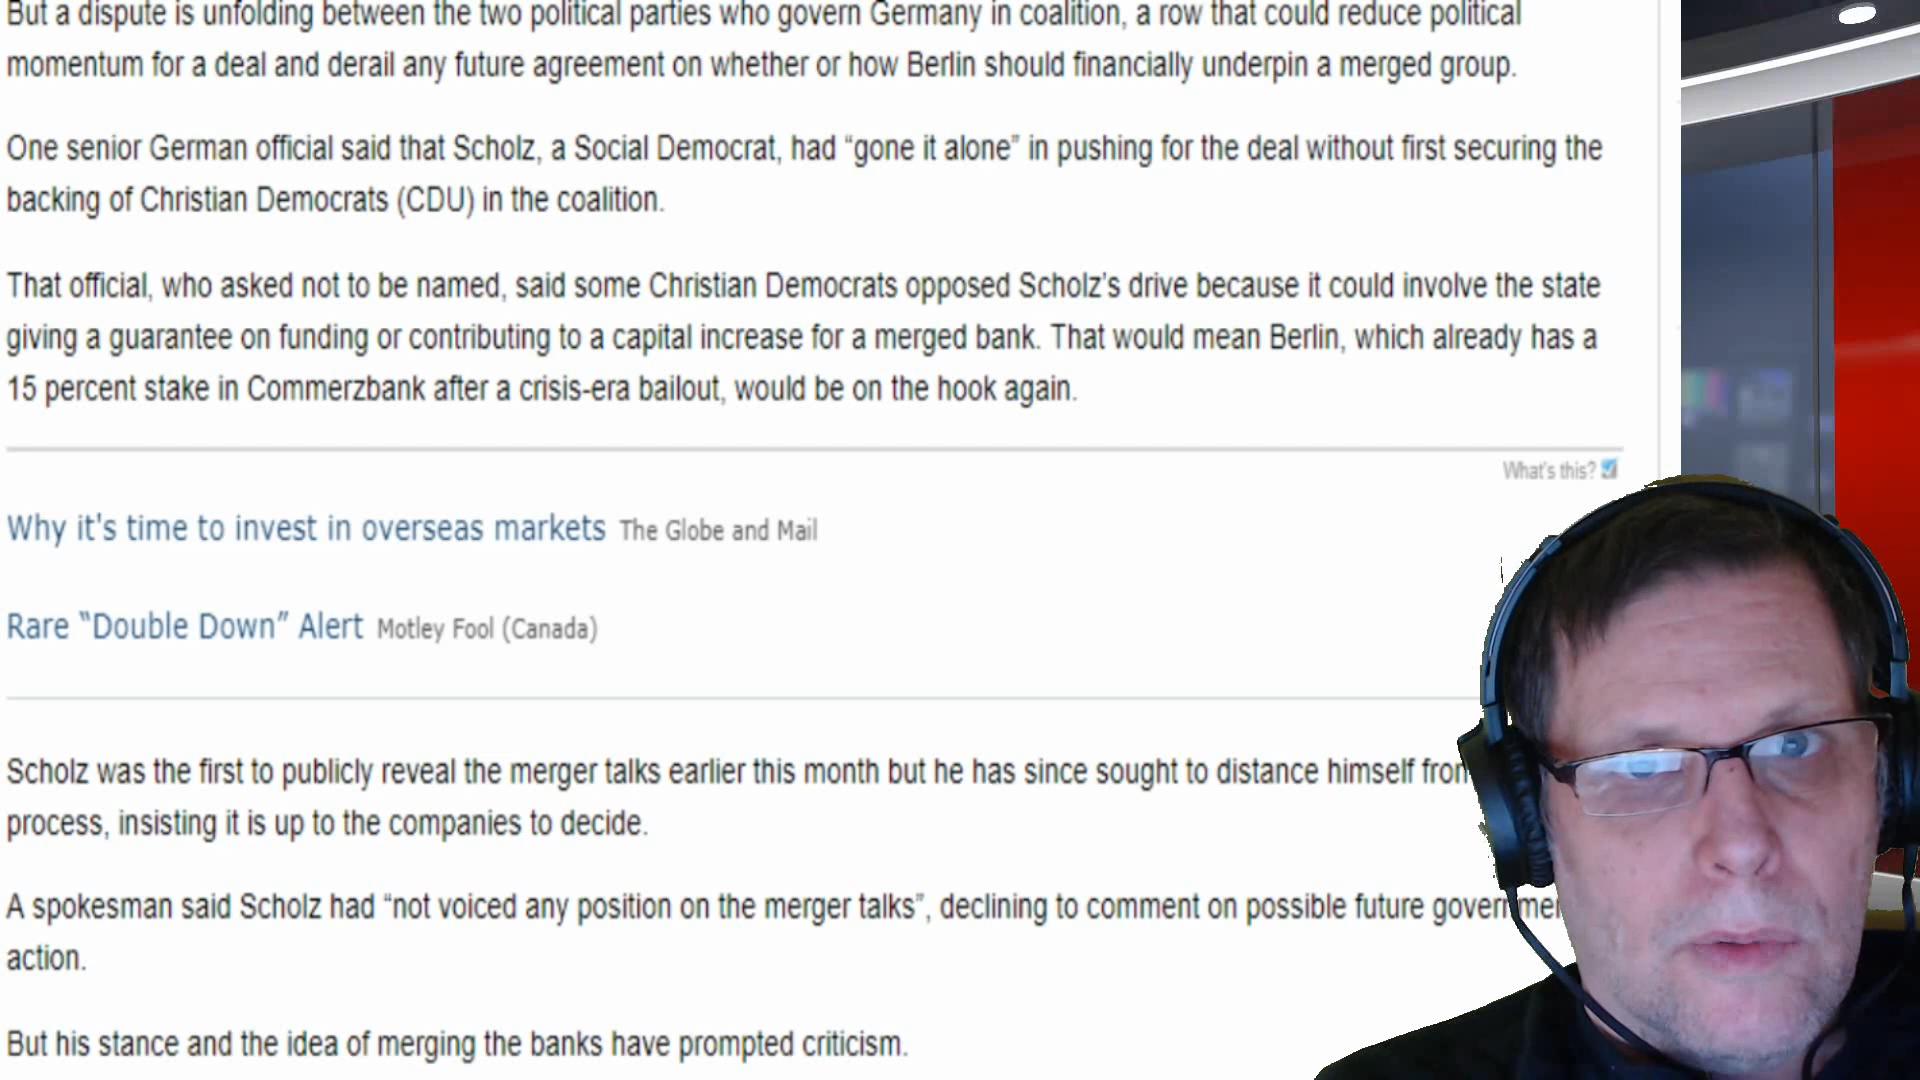 But a dispute is unfolding between the two political parties who govern Germany in coalition, a row that could reduce political
momentum for a deal and derail any future agreement on whether or how Berlin should financially underpin a merged group.
One senior German official said that Scholz, a Social Democrat, had “gone it alone” in pushing for the deal without first securing the
backing of Christian Democrats (CDU) in the coalition.
That official, who asked not to be named, said some Christian Democrats opposed Scholz’s drive because it could involve the state
giving a guarantee on funding or contributing to a capital increase for a merged bank. That would mean Berlin, which already has a
15 percent stake in Commerzbank after a crisis-era bailout, would be on the hook again.
What's this?
Why it's time to invest in overseas markets The Globe and Mail
Rare “Double Down” Alert Motley Fool (Canada)
Scholz was the first to publicly reveal the merger talks earlier this month but he has since sought to distance himself
process, insisting it is up to the companies to decide.
A spokesman said Scholz had “not voiced any position on the merger talks”, declining to comment on possible future
action.
But his stance and the idea of merging the banks have prompted criticism.